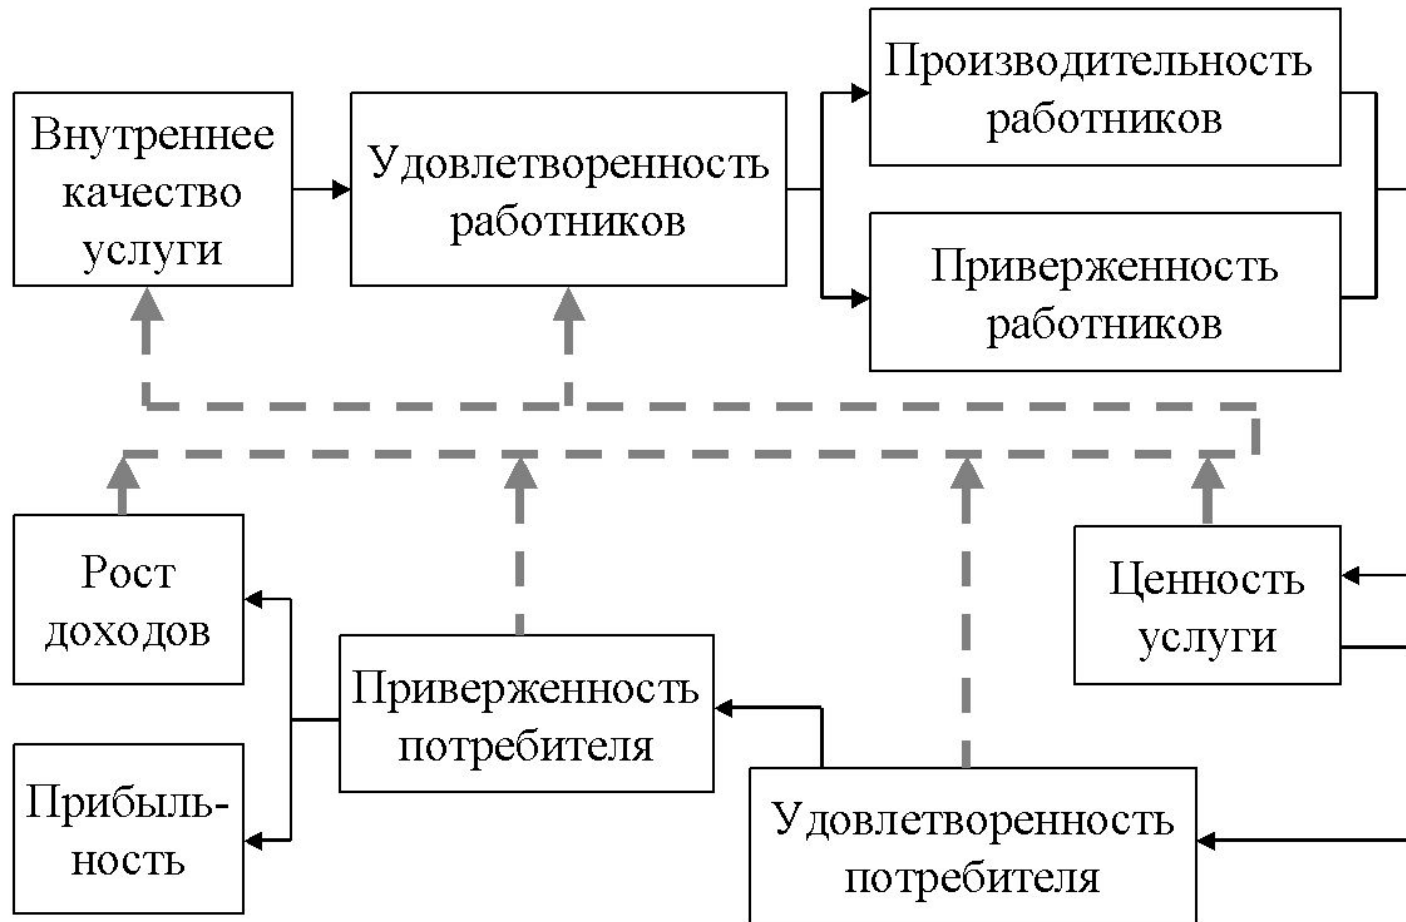 Внутреннее
качество
услуги
Удовлетворенность
работников
Производительность
работников
Приверженность
работников
Рост
доходов
Прибыль-
ность
Приверженность
потребителя
Удовлетворенность
потребителя
Ценность
услуги